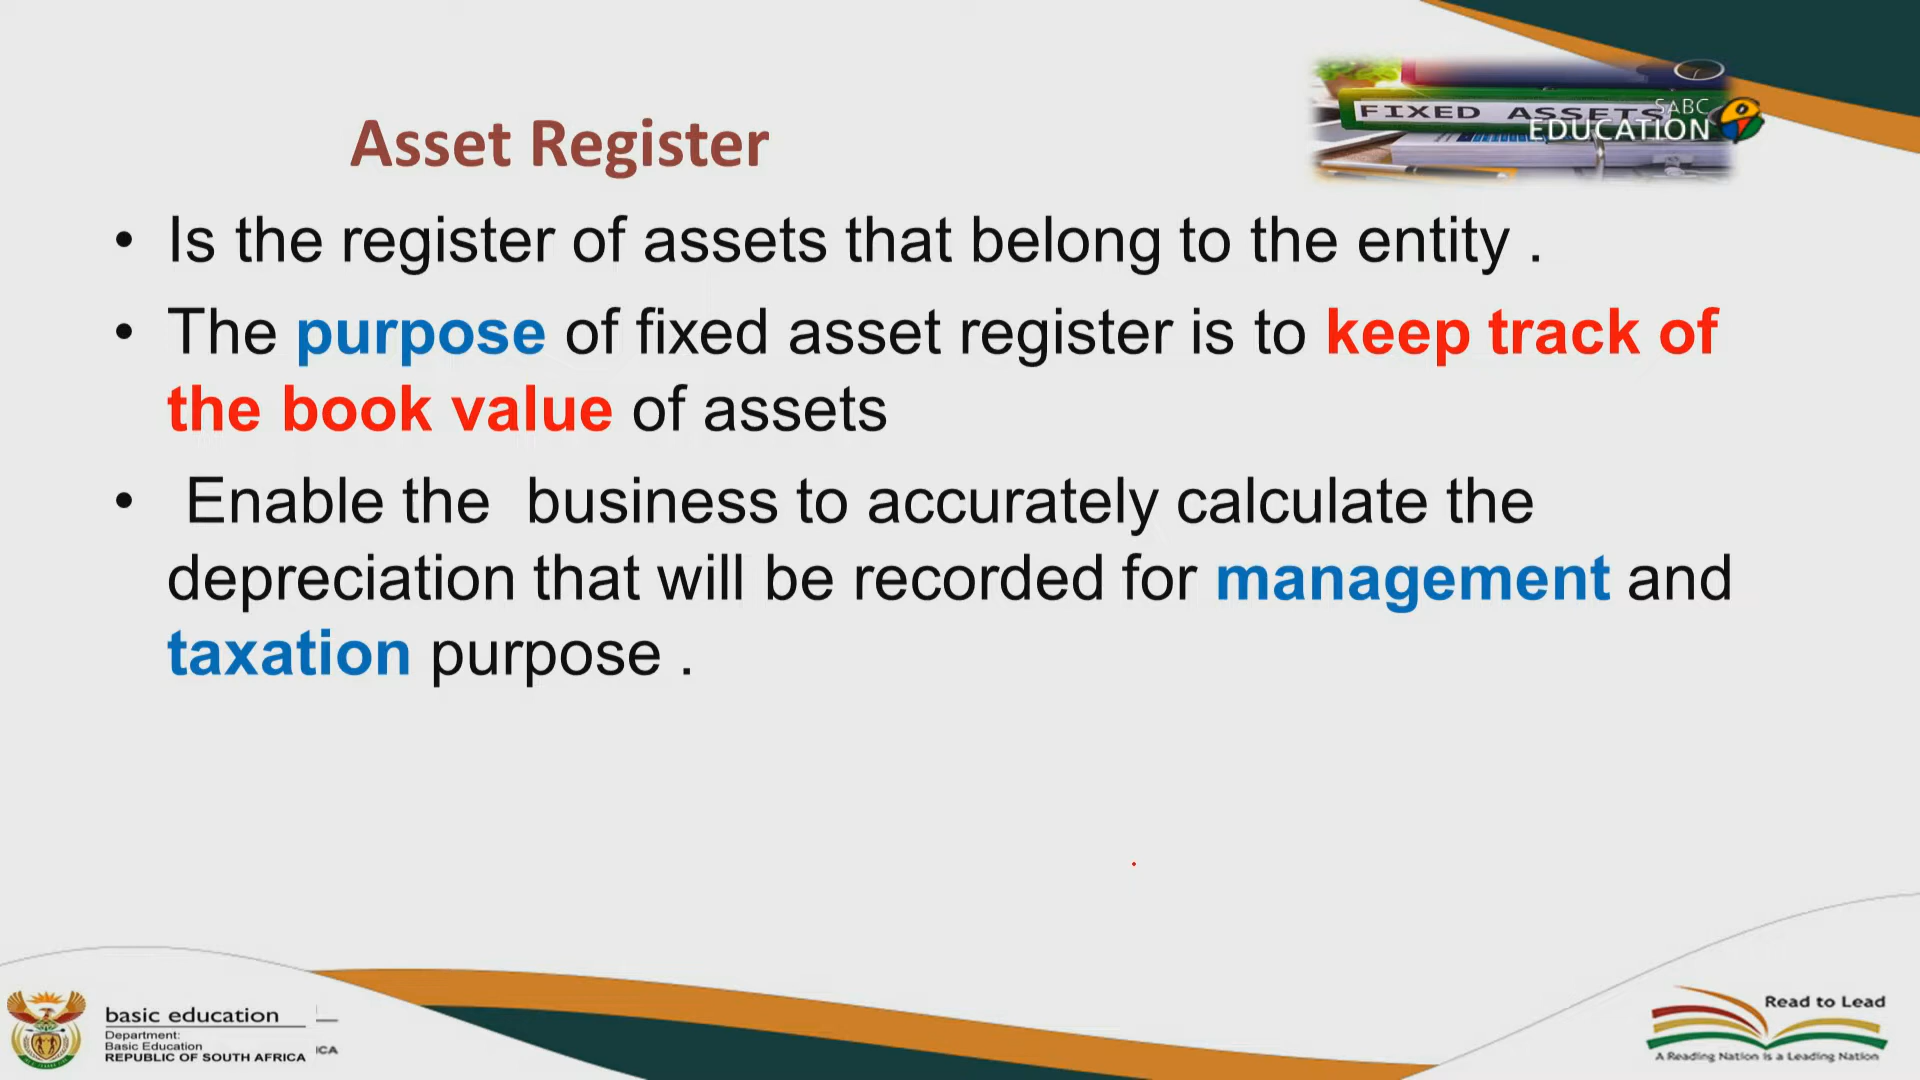 FIXED ASSETS
SABC
EDUCATION
Asset Register
• Is the register of assets that belong to the entity .
• The purpose of fixed asset register is to keep track of
the book value of assets
• Enable the business to accurately calculate the
depreciation that will be recorded for management and
taxation purpose .
basic education
Department:
Basic Education
REPUBLIC OF SOUTH AFRICA
ICA
Read to Lead
A Reading Nation is a Leading Nation